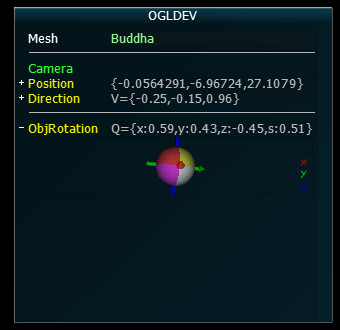 OGLDEV
Mesh Buddha
Camera
+ Position {-0.0564291,-6.96724,27.1079}
+ Direction V={-0.25,-0.15,0.96}
- ObjRotation Q={x:0.59,y:0.43,z:-0.45,s:0.51}
x
y
z